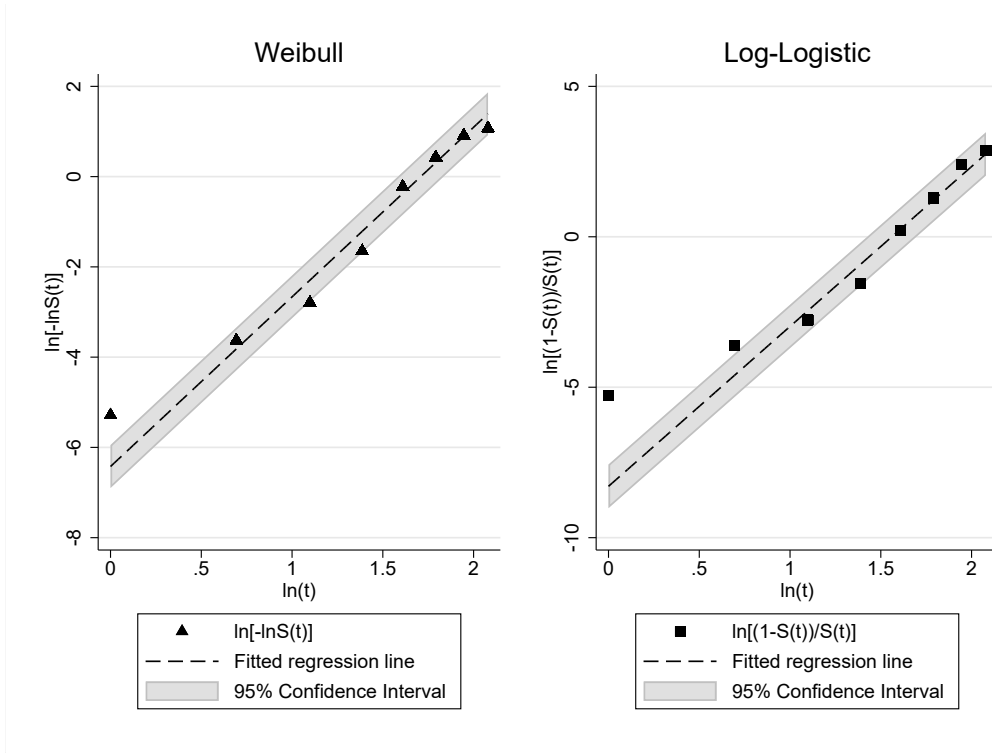 Weibull
2
0
-2
-4
-6
-8
ln[-lnS(t)]
0 .5 1 1.5 2
ln(t)
ln[-lnS(t)]
Fitted regression line
95% Confidence Interval
Log-Logistic
5
0
-5
-10
ln[(1-S(t))/S(t)]
0 .5 1 1.5 2
ln(t)
ln[(1-S(t))/S(t)]
Fitted regression line
95% Confidence Interval